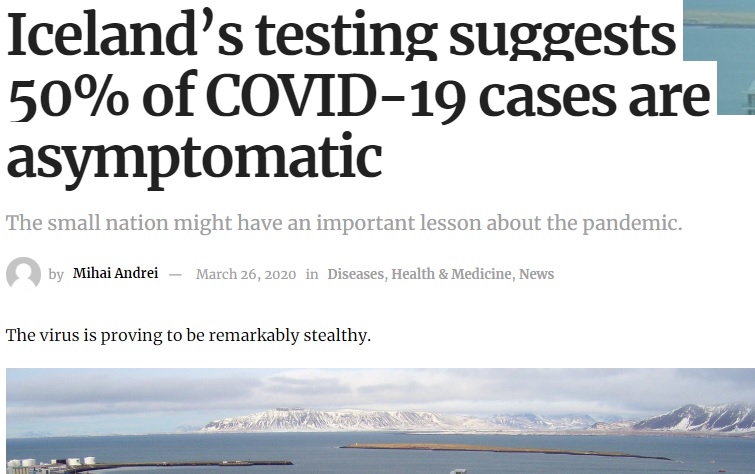 Iceland’s testing suggests
50% of COVID-19 cases are
asymptomatic
The small nation might have an important lesson about the pandemic.
by Mihai Andrei — March 26, 2020 in Diseases, Health & Medicine, News
The virus is proving to be remarkably stealthy.